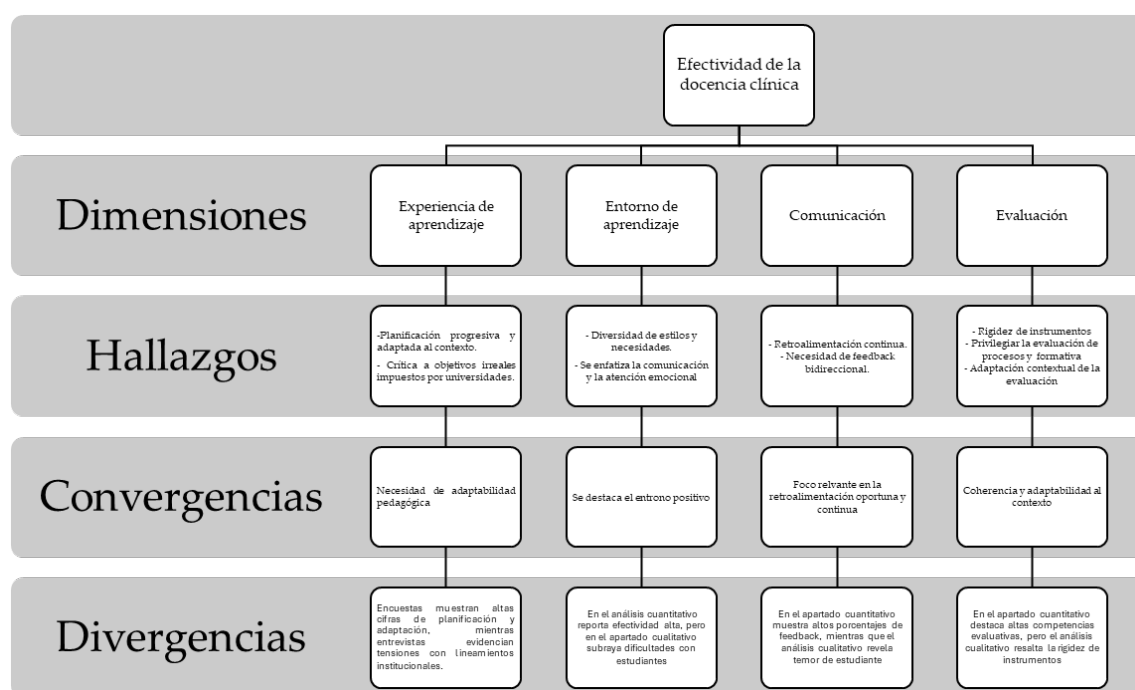 Efectividad de la
docencia clínica
Dimensiones
Experiencia de
aprendizaje
Entorno de
aprendizaje
Comunicación
Evaluación
Hallazgos
-Planificación progresiva y
adaptada al contexto.
- Crítica a objetivos irreales
impuestos por universidades.
- Diversidad de estilos y
necesidades.
- Se enfatiza la comunicación
y la atención emocional
- Retroalimentación continua.
- Necesidad de feedback
bidireccional.
- Rigidez de instrumentos
- Privilegiar la evaluación de
procesos y formativa
- Adaptación contextual de la
evaluación
Convergencias
Necesidad de adaptabilidad
pedagógica
Se destaca el entrono positivo
Foco relvante en la
retroalimentación oportuna y
continua
Coherencia y adaptabilidad al
contexto
Divergencias
Encuestas muestran altas
cifras de planificación y
adaptación, mientras
entrevistas evidencian
tensiones con lineamientos
institucionales.
En el análisis cuantitativo
reporta efectividad alta, pero
en el apartado cualitativo
subraya dificultades con
estudiantes
En el apartado cuantitativo
muestra altos porcentajes de
feedback, mientras que el
análisis cualitativo revela
temor de estudiante
En el apartado cuantitativo
destaca altas competencias
evaluativas, pero el análisis
cualitativo resalta la rigidez de
instrumentos